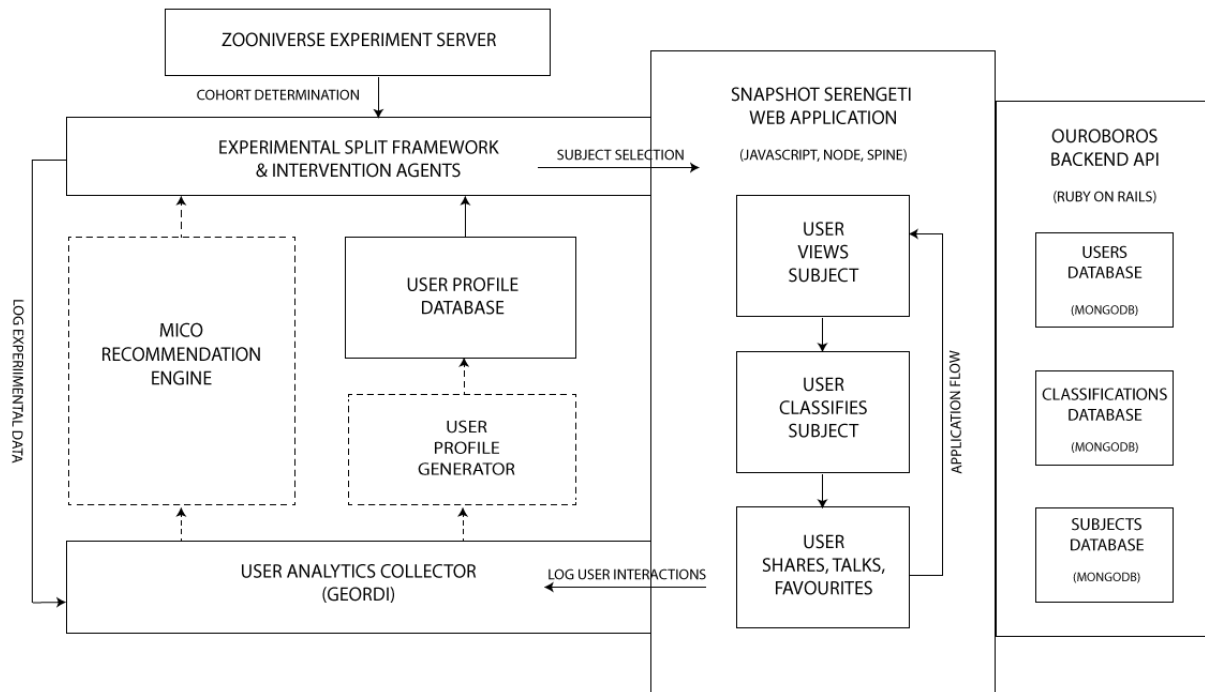 ZOONIVERSE EXPERIMENT SERVER
COHORT DETERMINATION
EXPERIMENTAL SPLIT FRAMEWORK
& INTERVENTION AGENTS
SUBJECT SELECTION
LOG EXPERIIMENTAL DATA
MICO
RECOMMENDATION
ENGINE
USER PROFILE
DATABASE
USER
PROFILE
GENERATOR
USER ANALYTICS COLLECTOR
(GEORDI)
LOG USER INTERACTIONS
SNAPSHOT SERENGETI
WEB APPLICATION
(JAVASCRIPT, NODE, SPINE)
USER
VIEWS
SUBJECT
USER
CLASSIFIES
SUBJECT
USER
SHARES, TALKS,
FAVOURITES
APPLICATION FLOW
OUROBOROS
BACKEND API
(RUBY ON RAILS)
USERS
DATABASE
(MONGODB)
CLASSIFICATIONS
DATABASE
(MONGODB)
SUBJECTS
DATABASE
(MONGODB)